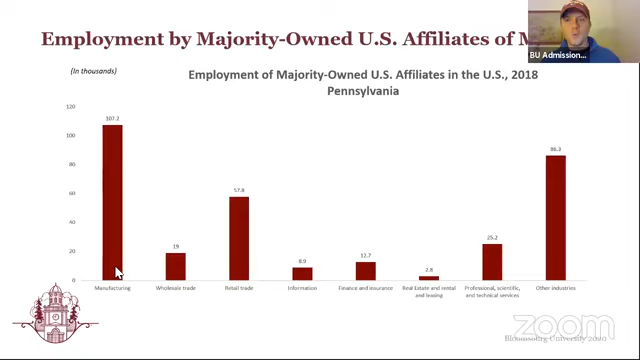 Employment by Majority-Owned U.S. Affiliates of M
BU Admission...
(In thousands)
Employment of Majority-Owned U.S. Affiliates in the U.S., 2018
Pennsylvania
120
100
80
60
40
20
0
107.2
19
57.8
8.9
12.7
2.8
25.2
86.3
Manufacturing
Wholesale trade
Retail trade
Information
Finance and insurance
Real Estate and rental
and leasing
Professional, scientific,
and technical services
Other industries
zoom
Bloomsburg University 2020